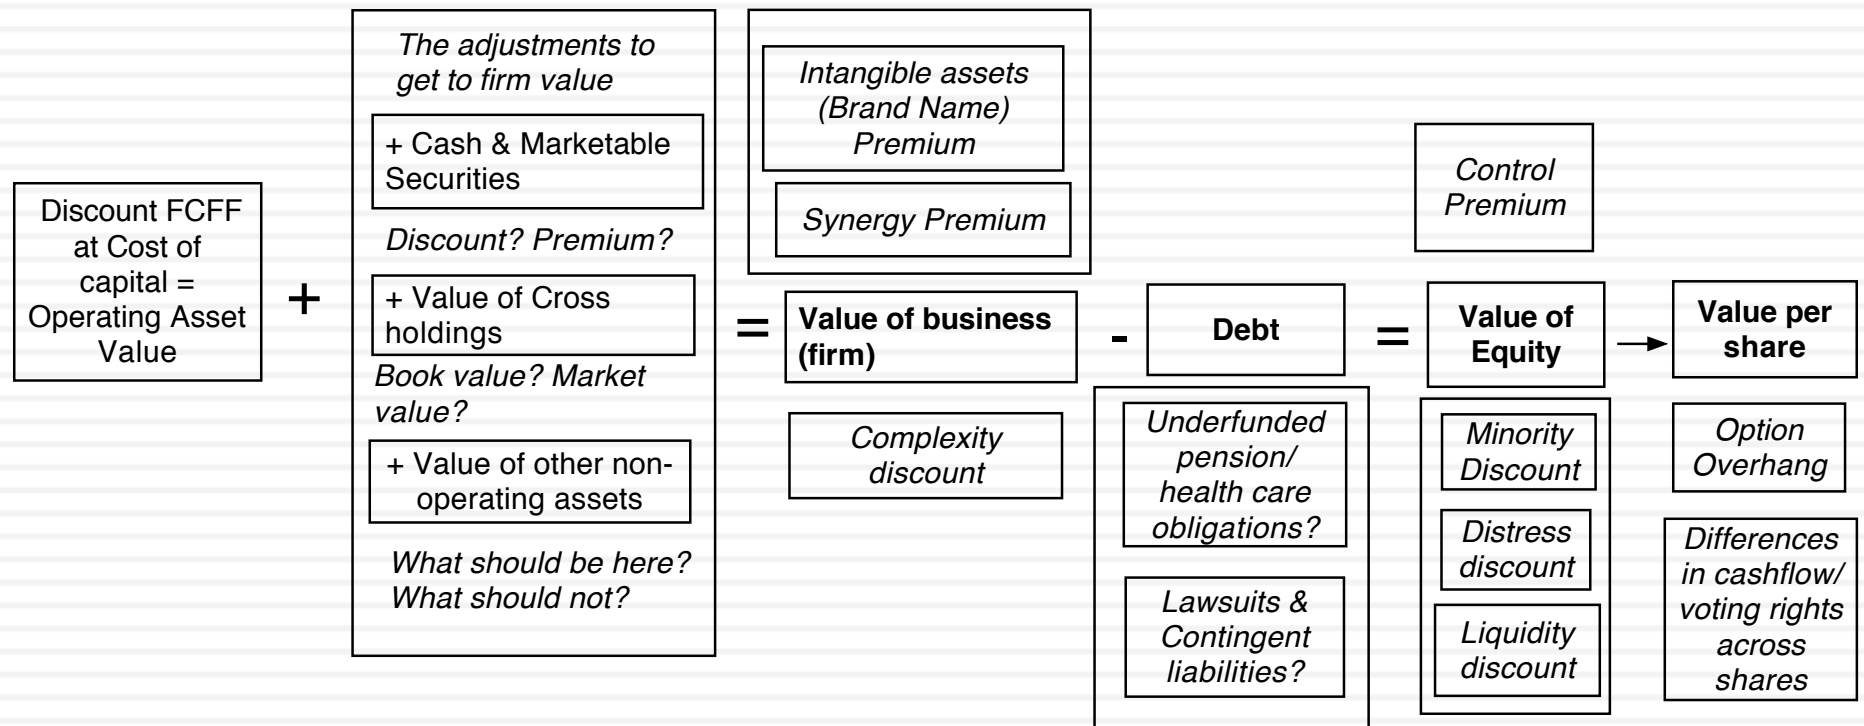 Discount FCFF
at Cost of
capital =
Operating Asset
Value
+
The adjustments to
get to firm value
+ Cash & Marketable
Securities
Discount? Premium?
+ Value of Cross
holdings
Book value? Market
value?
+ Value of other non-
operating assets
What should be here?
What should not?
=
Intangible assets
(Brand Name)
Premium
Synergy Premium
Value of business
(firm)
Complexity
discount
-
Debt
Underfunded
pension/
health care
obligations?
Lawsuits &
Contingent
liabilities?
=
Control
Premium
Value of
Equity
Minority
Discount
Distress
discount
Liquidity
discount
Value per
share
Option
Overhang
Differences
in cashflow/
voting rights
across
shares